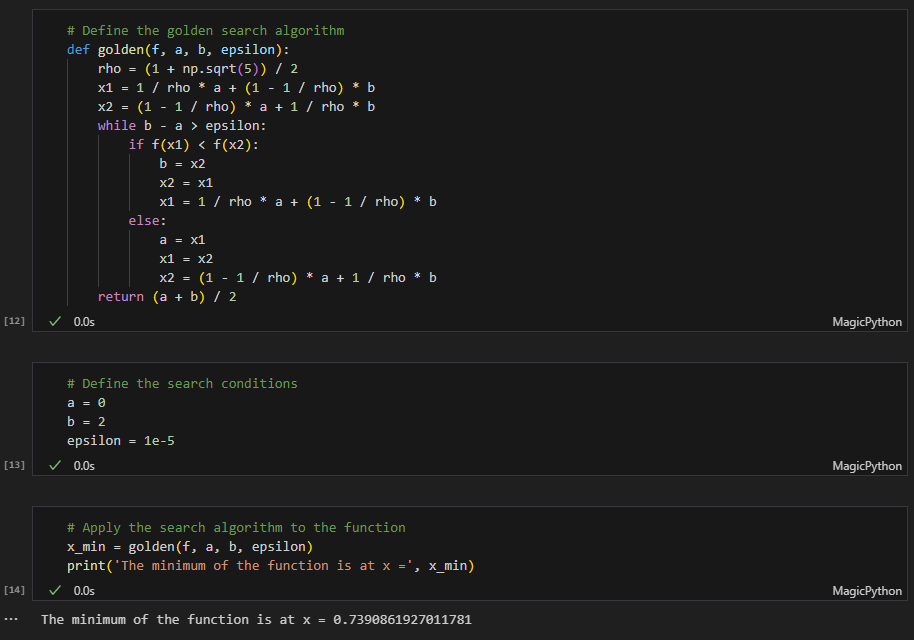 # Define the golden search algorithm
def golden(f, a, b, epsilon):
    rho = (1 + np.sqrt(5)) / 2
    x1 = 1 / rho * a + (1 - 1 / rho) * b
    x2 = (1 - 1 / rho) * a + 1 / rho * b
    while b - a > epsilon:
        if f(x1) < f(x2):
            b = x2
            x2 = x1
            x1 = 1 / rho * a + (1 - 1 / rho) * b
        else:
            a = x1
            x1 = x2
            x2 = (1 - 1 / rho) * a + 1 / rho * b
    return (a + b) / 2
[12] ✓ 0.0s MagicPython
# Define the search conditions
a = 0
b = 2
epsilon = 1e-5
[13] ✓ 0.0s MagicPython
# Apply the search algorithm to the function
x_min = golden(f, a, b, epsilon)
print('The minimum of the function is at x =', x_min)
[14] ✓ 0.0s MagicPython
... The minimum of the function is at x = 0.7390861927011781